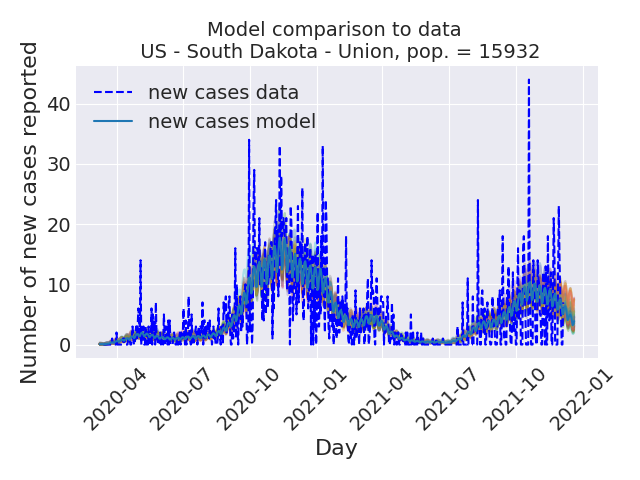 Model comparison to data
US - South Dakota - Union, pop. = 15932
Number of new cases reported
new cases data
new cases model
40
30
20
10
0
2020-04
2020-07
2020-10
2021-01
2021-04
2021-07
2021-10
2022-01
Day